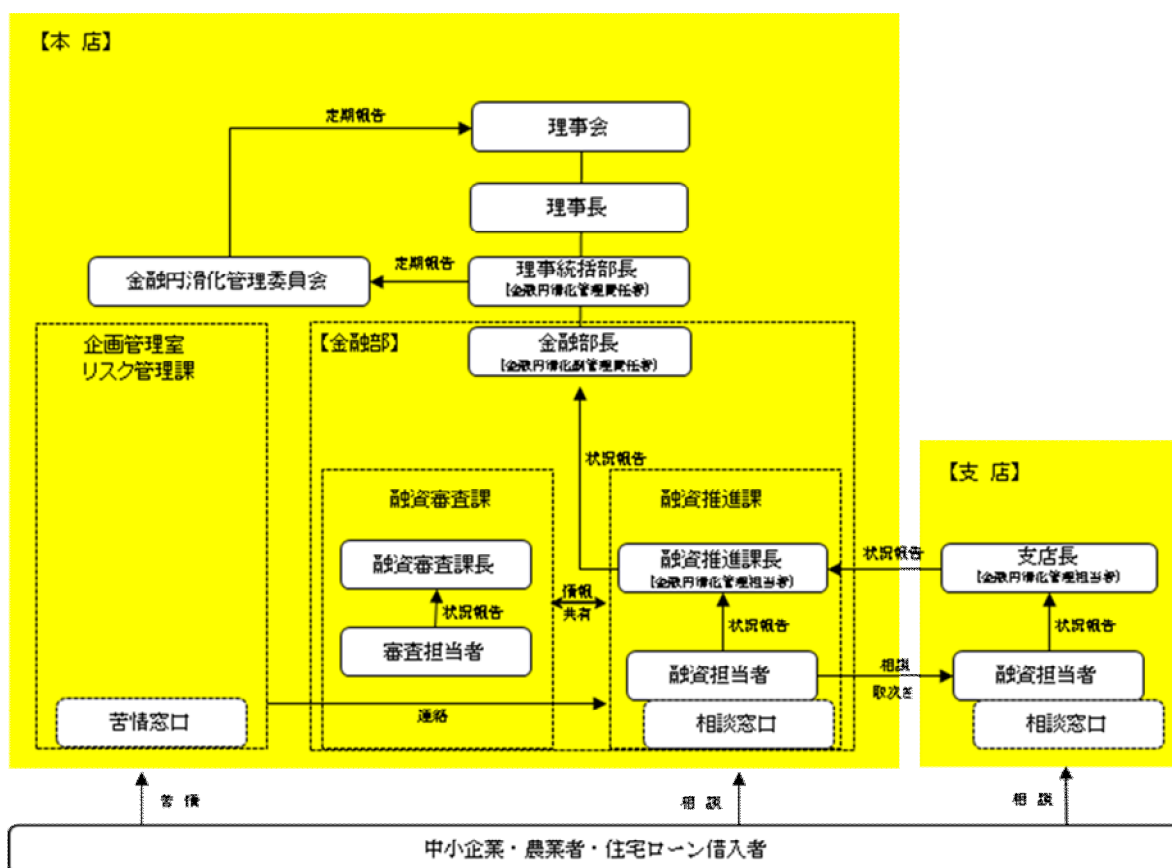 【本 店】
定期報告
理事会
理事長
金融円滑化管理委員会
定期報告
理事統括部長
[金融円滑化管理責任者]
企画管理室
リスク管理課
【金融部】
金融部長
[金融円滑化副管理責任者]
状況報告
【支 店】
融資審査課
融資推進課
融資審査課長
融資推進課長
[金融円滑化管理担当者]
状況報告
支店長
[金融円滑化管理担当者]
情報
共有
状況報告
状況報告
状況報告
審査担当者
融資担当者
相談
取次ぎ
融資担当者
苦情窓口
連絡
相談窓口
相談窓口
苦 情
相 談
相 談
中小企業・農業者・住宅ローン借入者